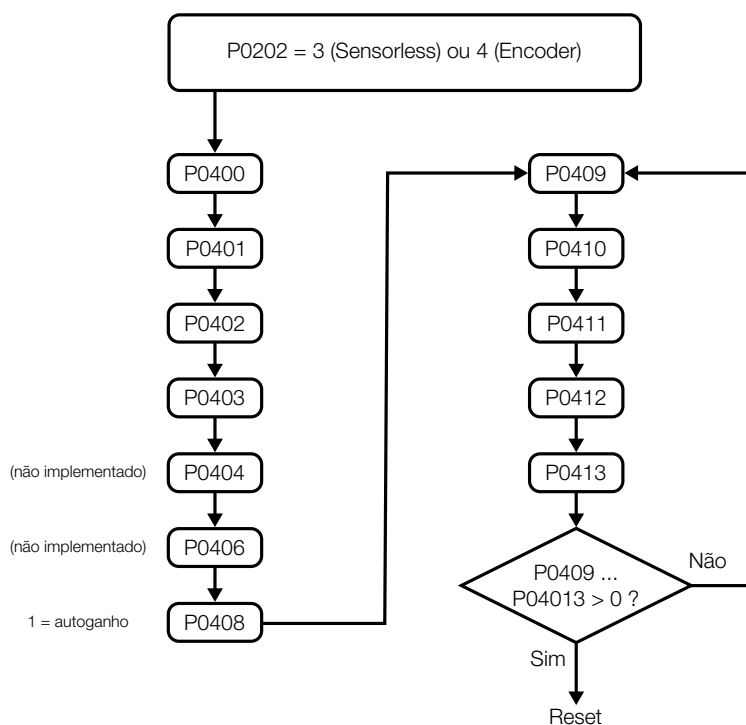 P0202 = 3 (Sensorless) ou 4 (Encoder)
P0400
P0401
P0402
P0403
(não implementado)
P0404
(não implementado)
P0406
1 = autoganho
P0408
P0409
P0410
P0411
P0412
P0413
P0409 ...
P04013 > 0 ?
Não
Sim
Reset